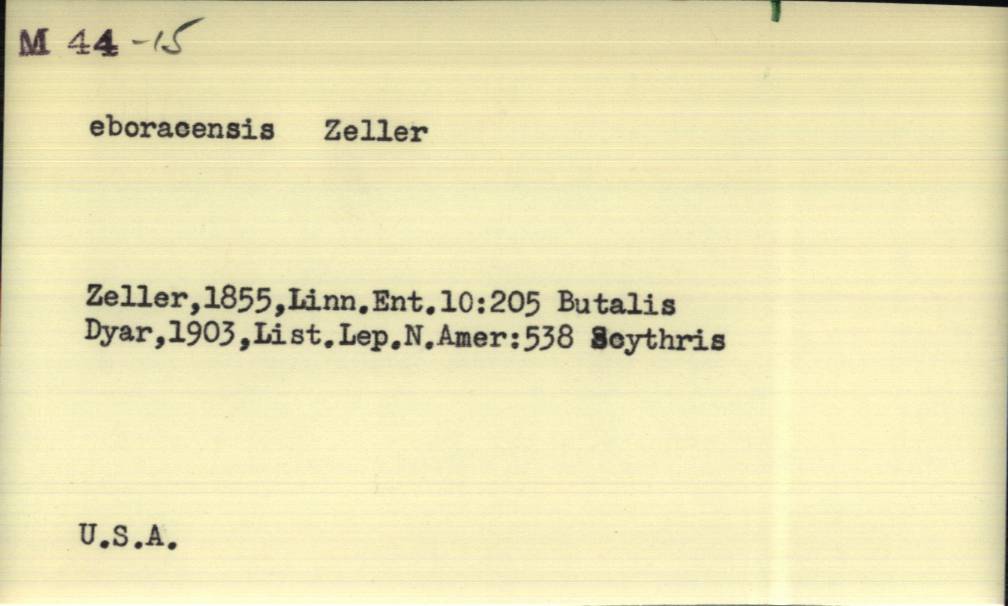 M 44 -15
eboracensis Zeller
Zeller,1855,Linn.Ent.10:205 Butalis
Dyar,1903,List.Lep.N.Amer:538 Scythris
U.S.A.